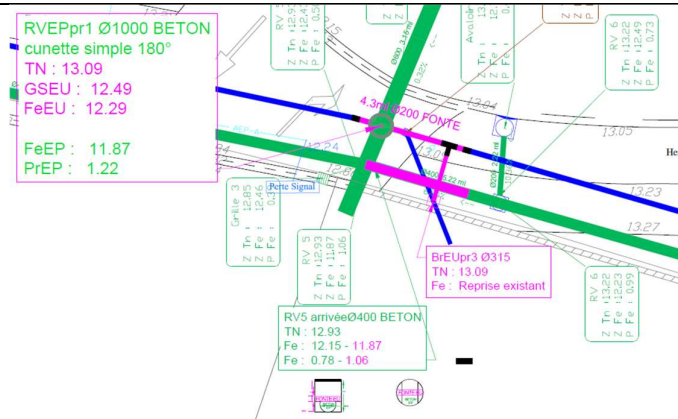 RVEPpr1 Ø1000 BETON
cunette simple 180°
TN : 13.09
GSEU : 12.49
FeEU : 12.29
FeEP : 11.87
PrEP : 1.22
4.3ml Ø200 FONTE
13.04
13.05
13.23
13.27
12.24
Perte Signal
Grille 3
Z Tn : 12.85
Z Fe : 12.46
RV 5
Z Tn : 12.93
Z Fe : 11.87
P Fe : 1.06
RV 6
Z Tn : 13.22
Z Fe : 12.49
P Fe : 0.73
RV 6
Z Tn : 13.22
Z Fe : 12.23
P Fe : 0.99
BrEUpr3 Ø315
TN : 13.09
Fe : Reprise existant
RV5 arrivéeØ400 BETON
TN : 12.93
Fe : 12.15 - 11.87
Fe : 0.78 - 1.06